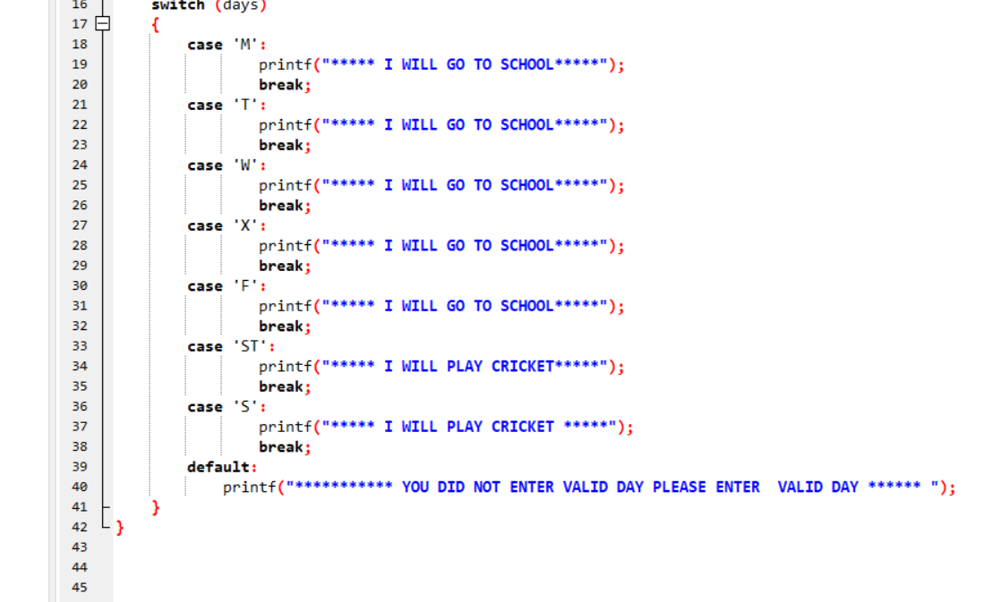 16 switch (days)
17 {
18 case 'M':
19 printf("***** I WILL GO TO SCHOOL*****");
20 break;
21 case 'T':
22 printf("***** I WILL GO TO SCHOOL*****");
23 break;
24 case 'W':
25 printf("***** I WILL GO TO SCHOOL*****");
26 break;
27 case 'X':
28 printf("***** I WILL GO TO SCHOOL*****");
29 break;
30 case 'F':
31 printf("***** I WILL GO TO SCHOOL*****");
32 break;
33 case 'ST':
34 printf("***** I WILL PLAY CRICKET*****");
35 break;
36 case 'S':
37 printf("***** I WILL PLAY CRICKET *****");
38 break;
39 default:
40 printf("*********** YOU DID NOT ENTER VALID DAY PLEASE ENTER  VALID DAY ****** ");
41 }
42 }
43
44
45